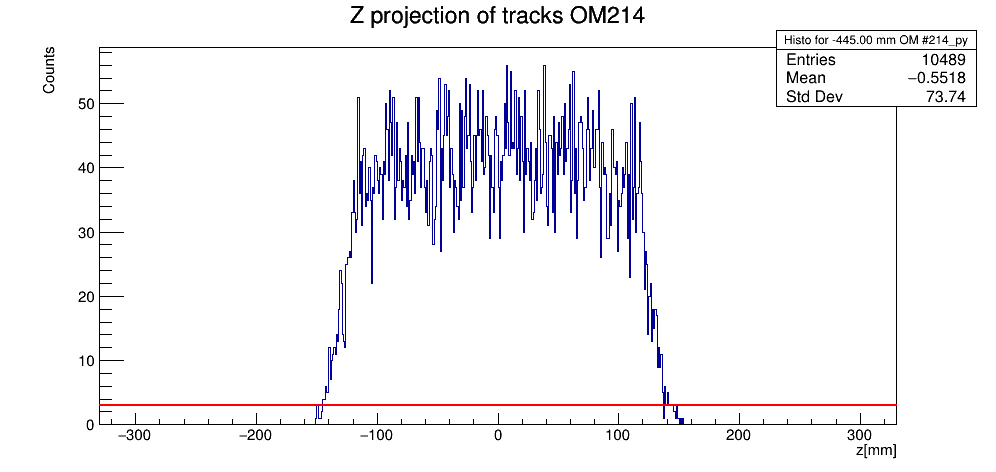 Z projection of tracks OM214
Histo for -445.00 mm OM #214_py
Entries 10489
Mean −0.5518
Std Dev 73.74
Counts
50
40
30
20
10
0
−300 −200 −100 0 100 200 300
z[mm]